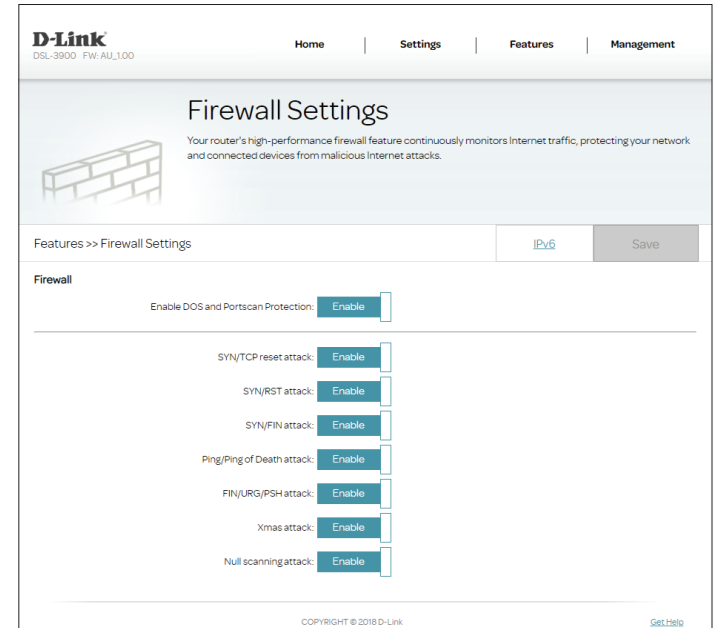 D-Link
DSL-3900 FW: AU_1.00
Home
Settings
Features
Management
Firewall Settings
Your router's high-performance firewall feature continuously monitors Internet traffic, protecting your network
and connected devices from malicious Internet attacks.
Features >> Firewall Settings
IPv6
Save
Firewall
Enable DOS and Portscan Protection: Enable
SYN/TCP reset attack: Enable
SYN/RST attack: Enable
SYN/FIN attack: Enable
Ping/Ping of Death attack: Enable
FIN/URG/PSH attack: Enable
Xmas attack: Enable
Null scanning attack: Enable
COPYRIGHT © 2018 D-Link
Get Help